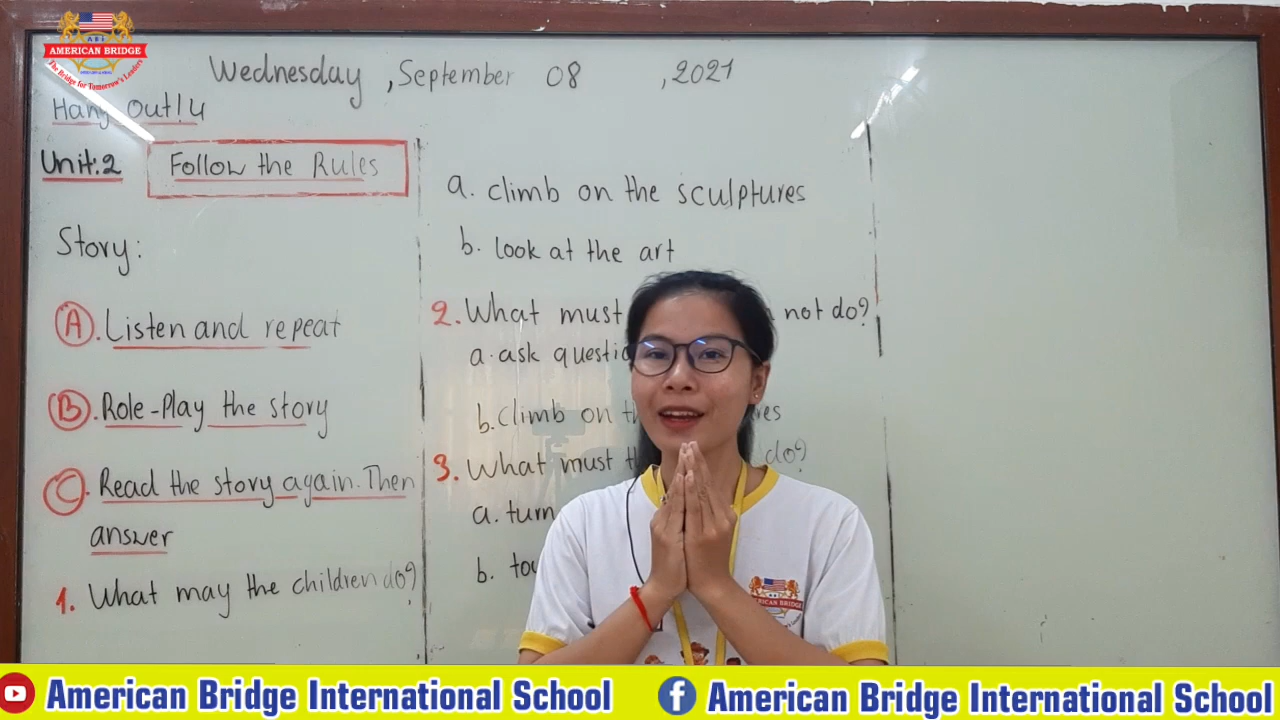 AMERICAN BRIDGE
The Bridge for Tomorrow's Leaders
Wednesday, September 08, 2021
Hang Out! 4
Unit:2 Follow the Rules
Story:
A. Listen and repeat
B. Role-Play the story
C. Read the story again. Then
answer
1. What may the children do?
a. climb on the sculptures
b. look at the art
2. What must not do?
a. ask
b. climb on
3. What must do?
a. turn
b.
AMERICAN BRIDGE
American Bridge International School
American Bridge International School